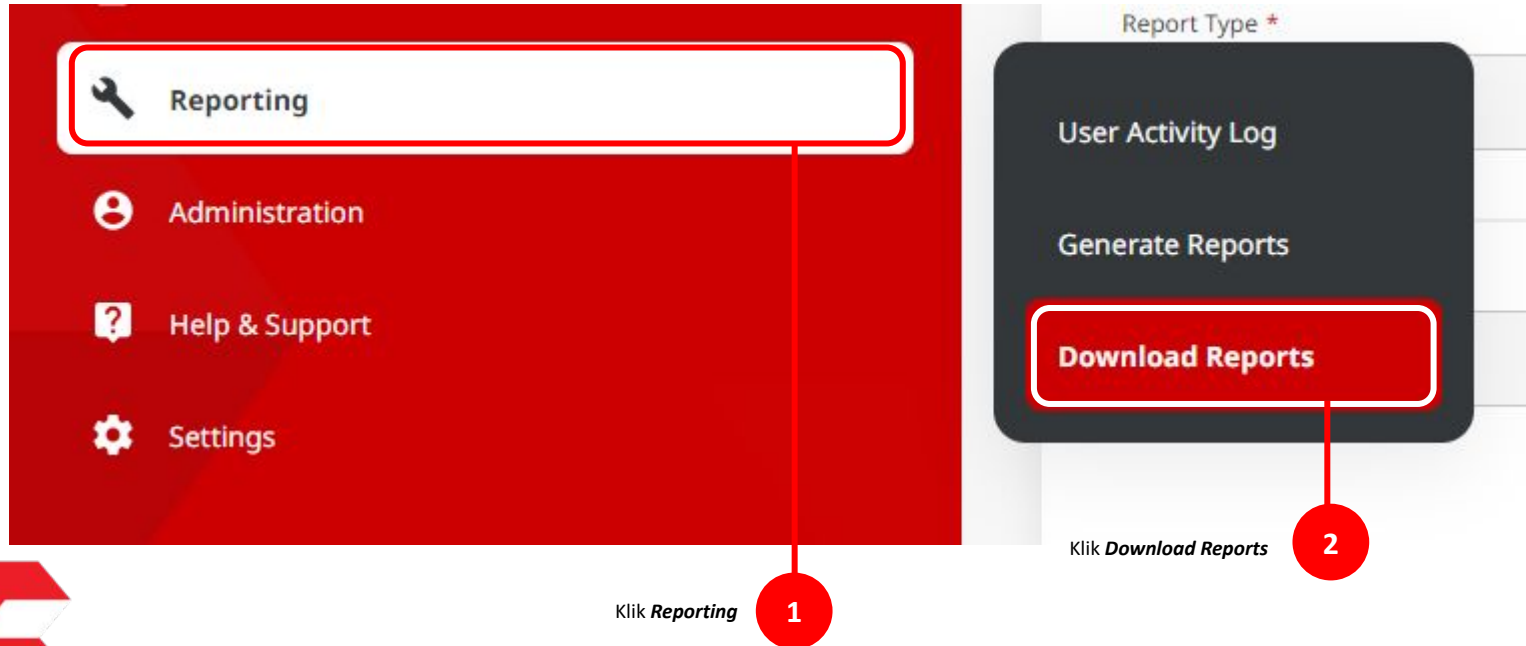 Report Type *
Reporting
Administration
Help & Support
Settings
User Activity Log
Generate Reports
Download Reports
Klik Download Reports
2
Klik Reporting
1